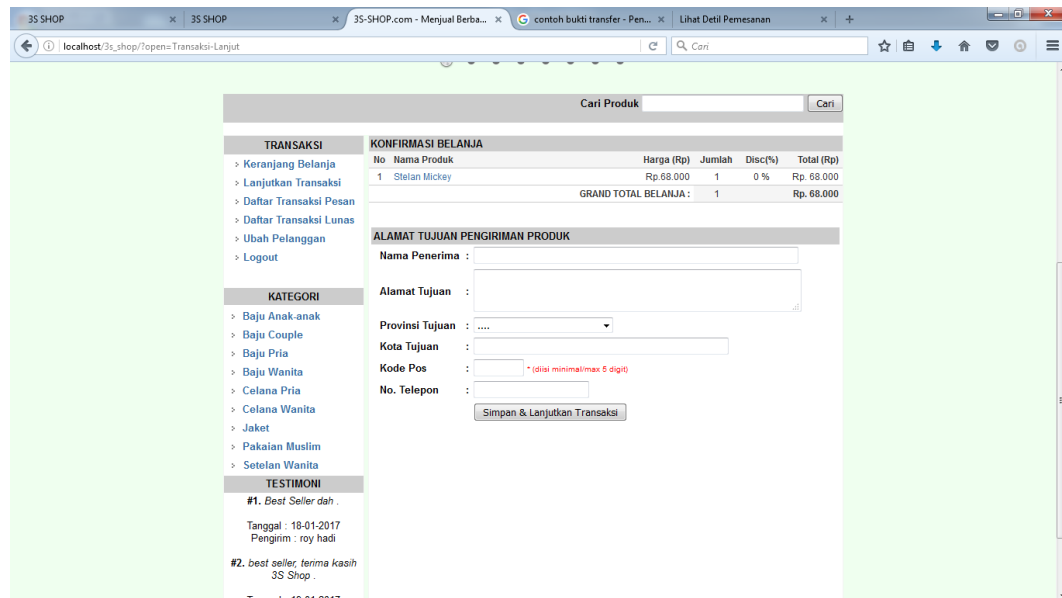 3S SHOP
3S SHOP
3S-SHOP.com - Menjual Berba...
contoh bukti transfer - Pen...
Lihat Detil Pemesanan
localhost/3s_shop/?open=Transaksi-Lanjut
Cari
Cari Produk
Cari
TRANSAKSI
Keranjang Belanja
Lanjutkan Transaksi
Daftar Transaksi Pesan
Daftar Transaksi Lunas
Ubah Pelanggan
Logout
KATEGORI
Baju Anak-anak
Baju Couple
Baju Pria
Baju Wanita
Celana Pria
Celana Wanita
Jaket
Pakaian Muslim
Setelan Wanita
TESTIMONI
#1. Best Seller dah .
Tanggal : 18-01-2017
Pengirim : roy hadi
#2. best seller, terima kasih
3S Shop .
KONFIRMASI BELANJA
No Nama Produk Harga (Rp) Jumlah Disc(%) Total (Rp)
1 Stelan Mickey Rp.68.000 1 0 % Rp. 68.000
GRAND TOTAL BELANJA : 1 Rp. 68.000
ALAMAT TUJUAN PENGIRIMAN PRODUK
Nama Penerima :
Alamat Tujuan :
Provinsi Tujuan : ....
Kota Tujuan :
Kode Pos : * (diisi minimal/max 5 digit)
No. Telepon :
Simpan & Lanjutkan Transaksi